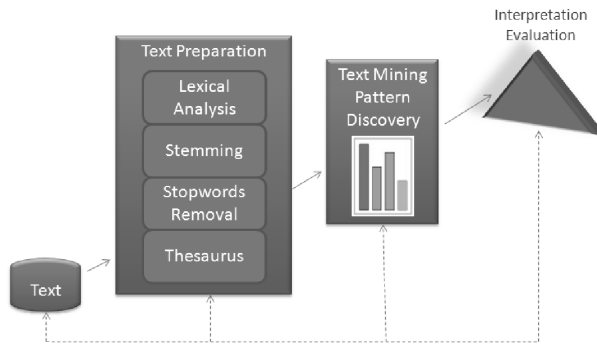 Interpretation
Evaluation
Text Preparation
Lexical
Analysis
Stemming
Stopwords
Removal
Thesaurus
Text Mining
Pattern
Discovery
Text